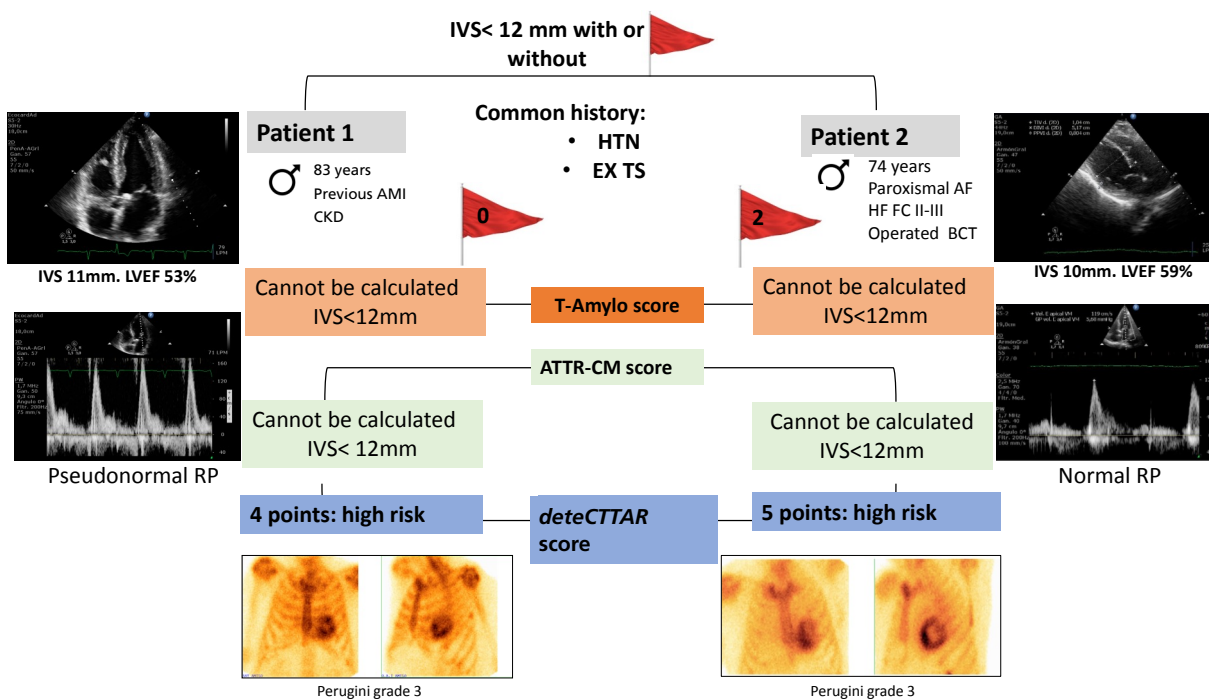 IVS< 12 mm with or
without
Common history:
• HTN
• EX TS
Patient 1
83 years
Previous AMI
CKD
0
Patient 2
74 years
Paroxysmal AF
HF FC II-III
Operated BCT
2
IVS 11mm. LVEF 53%
IVS 10mm. LVEF 59%
Cannot be calculated
IVS<12mm
T-Amylo score
Cannot be calculated
IVS<12mm
ATTR-CM score
Cannot be calculated
IVS< 12mm
Cannot be calculated
IVS<12mm
Pseudonormal RP
Normal RP
4 points: high risk
deteCTTAR
score
5 points: high risk
Perugini grade 3
Perugini grade 3